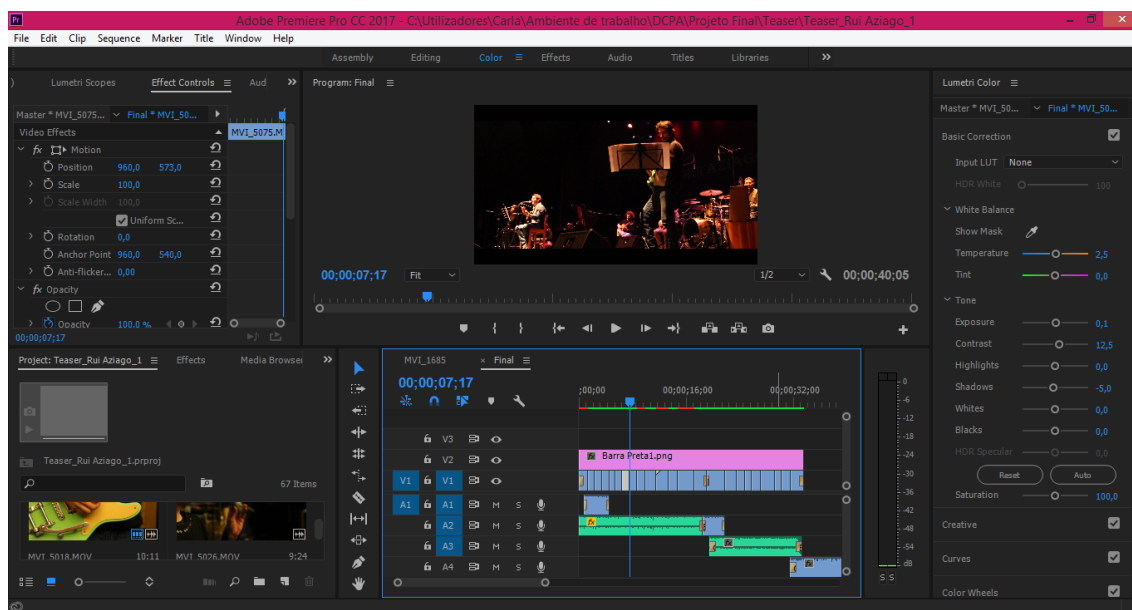 Pr Adobe Premiere Pro CC 2017 - C:\Utilizadores\Carla\Ambiente de trabalho\DCPA\Projeto Final\Teaser\Teaser_Rui Aziago_1
File Edit Clip Sequence Marker Title Window Help
Assembly Editing Color Effects Audio Titles Libraries
Lumetri Scopes Effect Controls Aud
Master * MVI_5075... Final * MVI_50...
Video Effects MVI_5075.M
fx Motion
Position 960,0 573,0
Scale 100,0
Scale Width 100,0
Uniform Sc...
Rotation 0,0
Anchor Point 960,0 540,0
Anti-flicker... 0,00
fx Opacity
Opacity 100,0 %
00;00;07;17
Program: Final
00;00;07;17 Fit 1/2 00;00;40;05
Lumetri Color
Master * MVI_50... Final * MVI_50...
Basic Correction
Input LUT None
HDR White 100
White Balance
Show Mask
Temperature 2,5
Tint 0,0
Tone
Exposure 0,1
Contrast 12,5
Highlights 0,0
Shadows -5,0
Whites 0,0
Blacks 0,0
HDR Specular 0,0
Reset Auto
Saturation 100,0
Creative
Curves
Color Wheels
Project: Teaser_Rui Aziago_1 Effects Media Browse
Teaser_Rui Aziago_1.prproj
67 Items
MVI_5018.MOV 10:11 MVI_5026.MOV 9:24
MVI_1685 × Final
00;00;07;17
;00;00 00;00;16;00 00;00;32;00
V3
V2 Barra Preta1.png
V1 V1
A1 A1 M S
A2 M S fx
A3 M S
A4 M S
0
-6
-12
-18
-24
-30
-36
-42
-48
-54
dB
S S